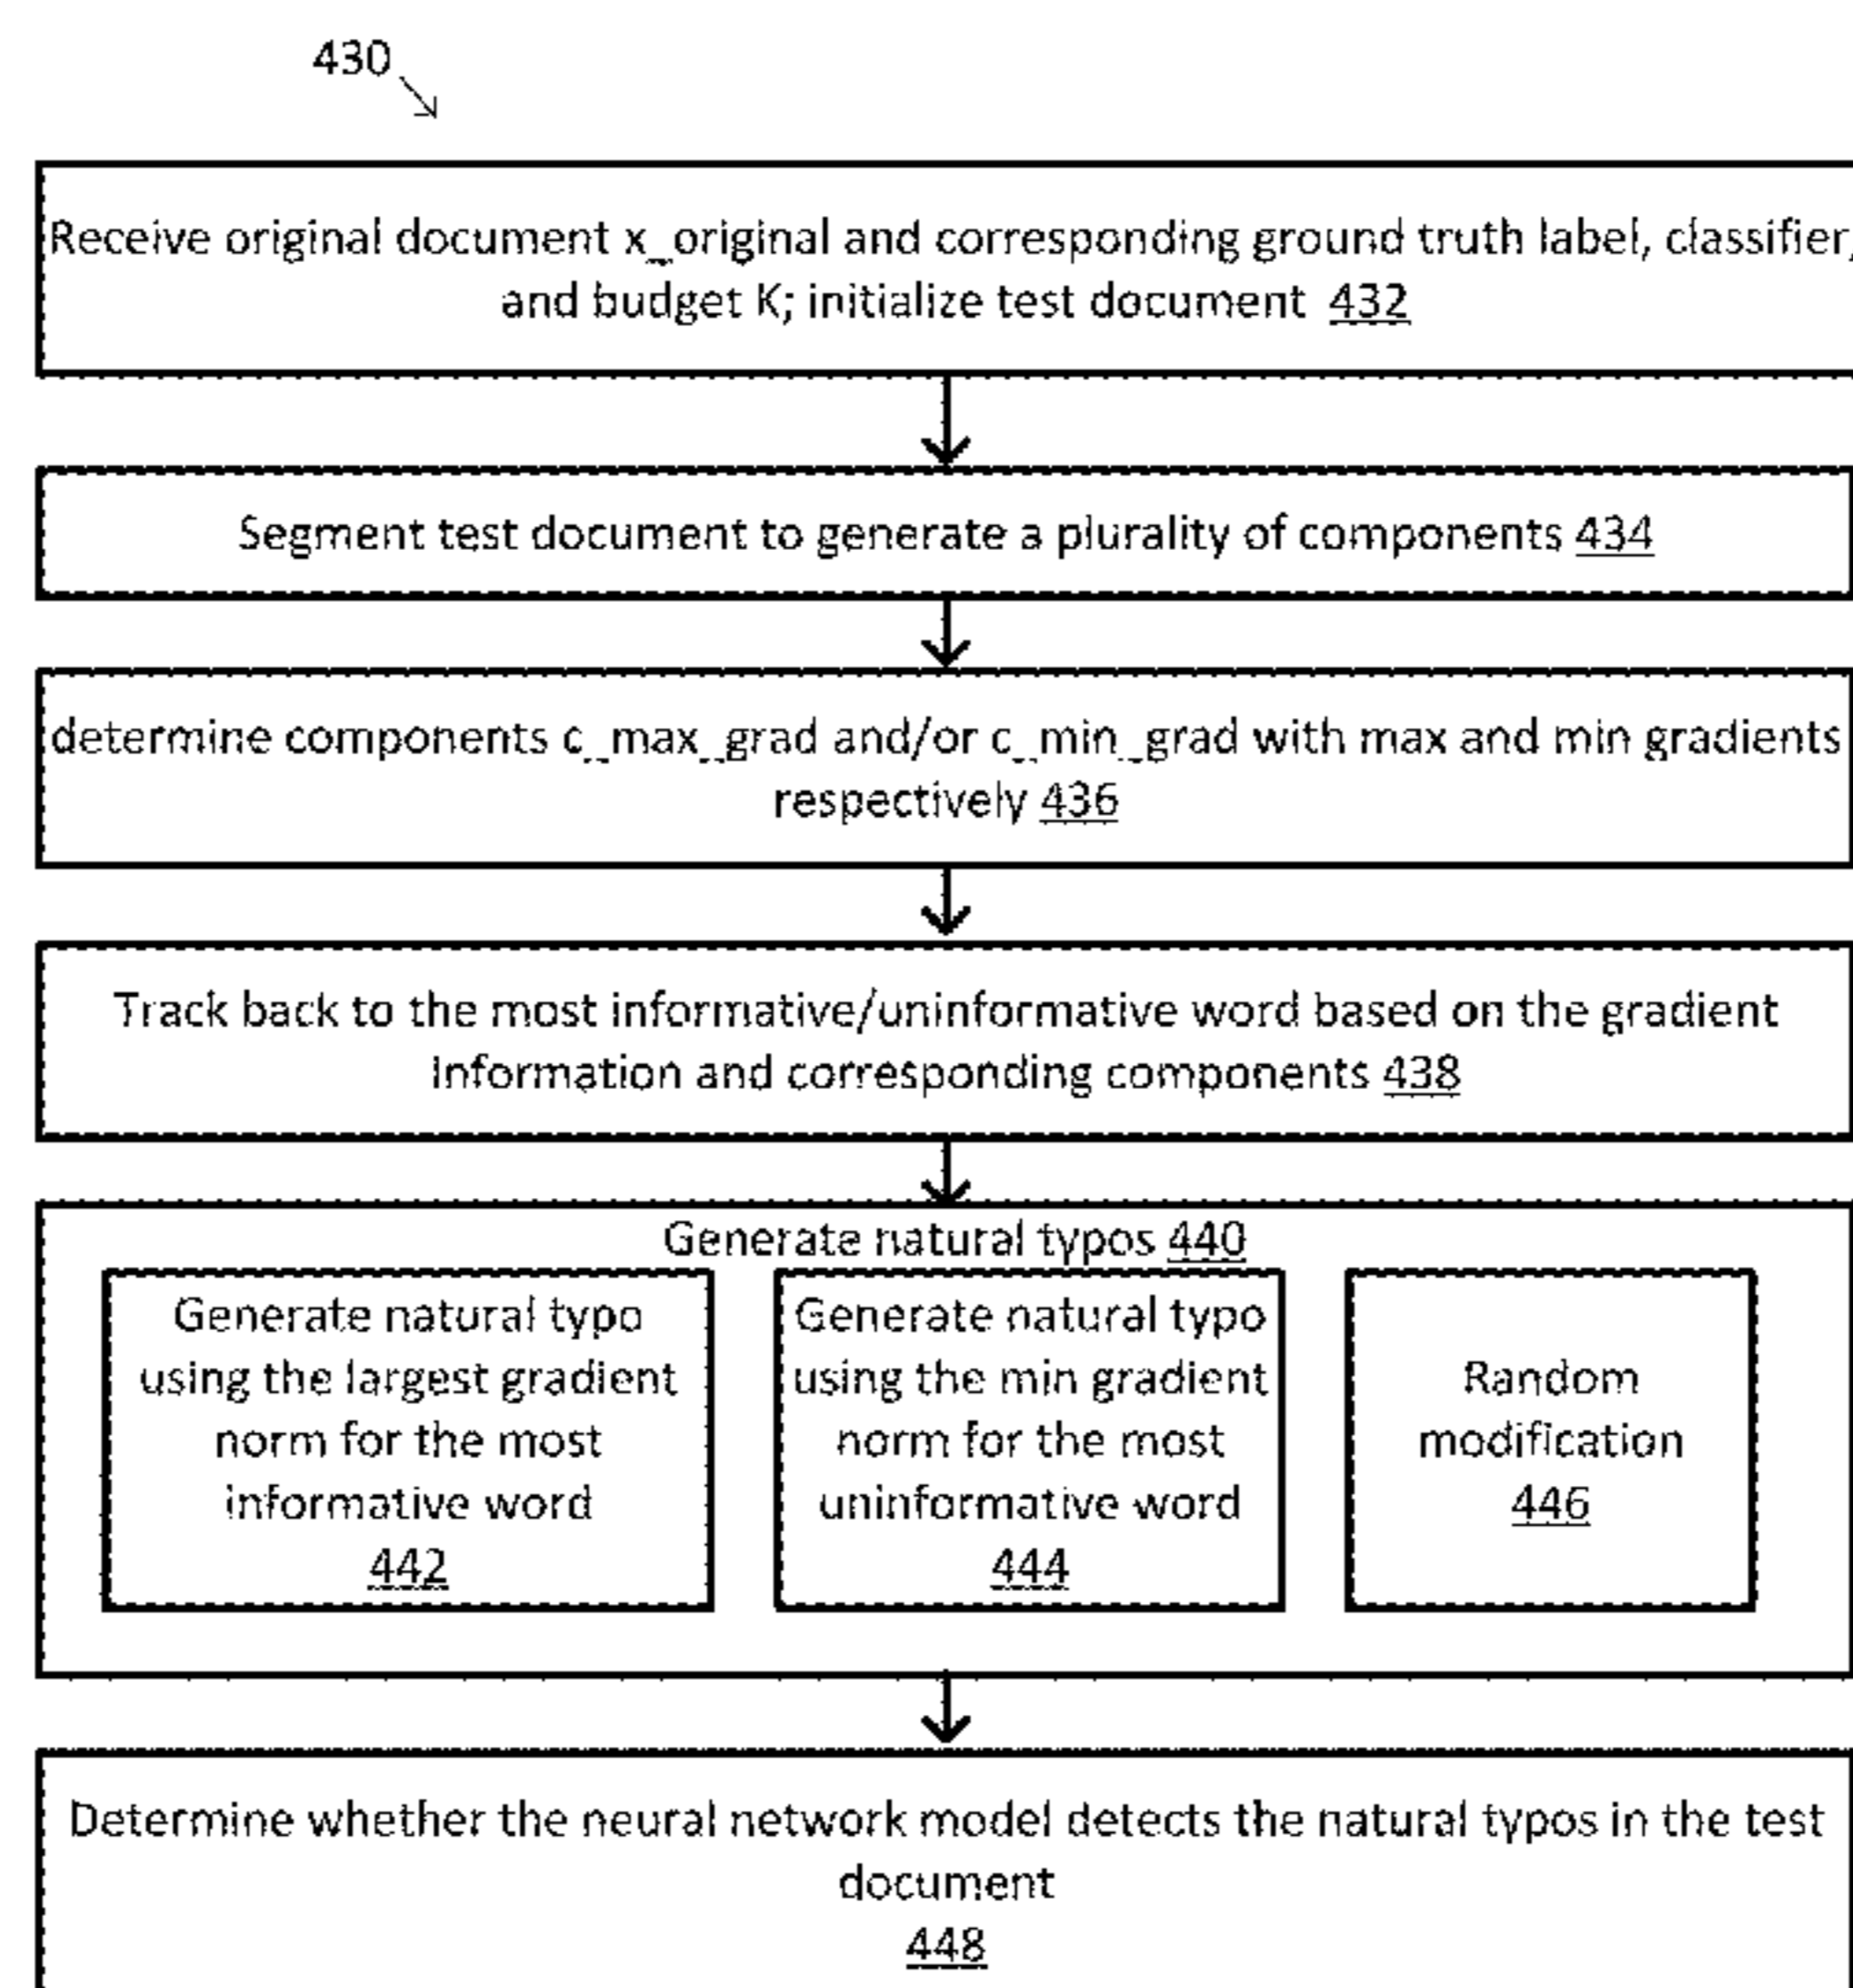 430
Receive original document x_original and corresponding ground truth label, classifier,
and budget K; initialize test document 432
Segment test document to generate a plurality of components 434
determine components c_max_grad and/or c_min_grad with max and min gradients
respectively 436
Track back to the most informative/uninformative word based on the gradient
Information and corresponding components 438
Generate natural typos 440
Generate natural typo
using the largest gradient
norm for the most
informative word
442
Generate natural typo
using the min gradient
norm for the most
uninformative word
444
Random
modification
446
Determine whether the neural network model detects the natural typos in the test
document
448